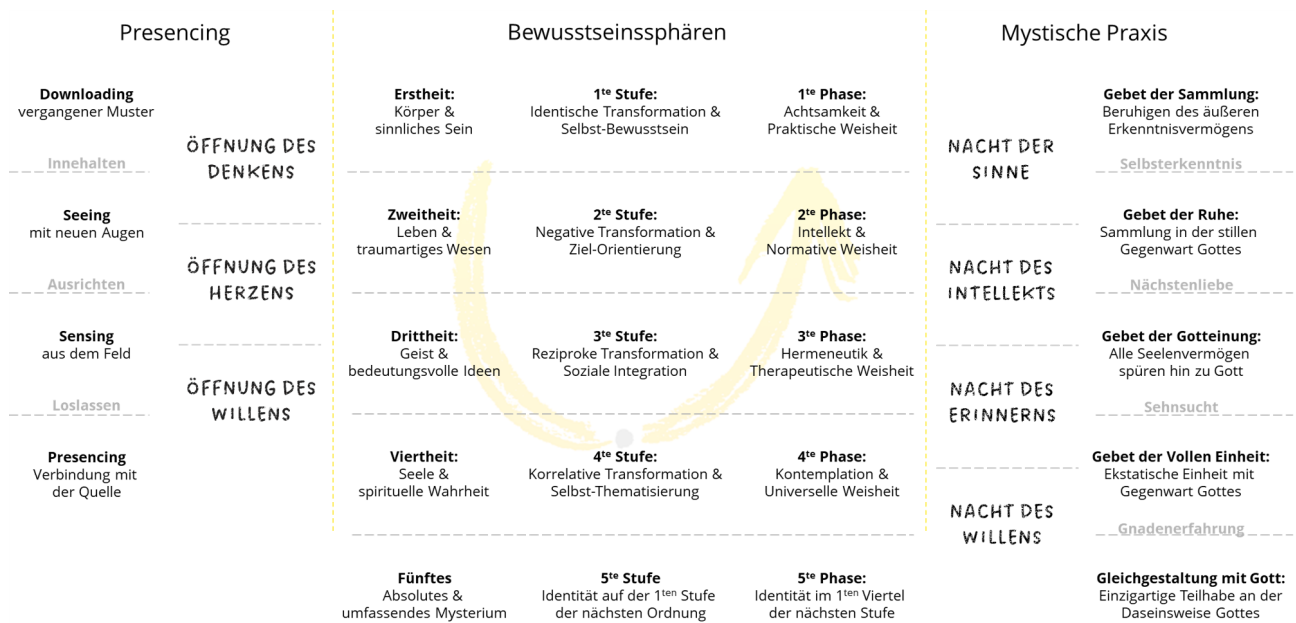 Presencing
Downloading
vergangener Muster
Innehalten
ÖFFNUNG DES
DENKENS
Seeing
mit neuen Augen
Ausrichten
ÖFFNUNG DES
HERZENS
Sensing
aus dem Feld
Loslassen
ÖFFNUNG DES
WILLENS
Presencing
Verbindung mit
der Quelle
Bewusstseinssphären
Erstheit:
Körper &
sinnliches Sein
1te Stufe:
Identische Transformation &
Selbst-Bewusstsein
1te Phase:
Achtsamkeit &
Praktische Weisheit
Zweitheit:
Leben &
traumartiges Wesen
2te Stufe:
Negative Transformation &
Ziel-Orientierung
2te Phase:
Intellekt &
Normative Weisheit
Drittheit:
Geist &
bedeutungsvolle Ideen
3te Stufe:
Reziproke Transformation &
Soziale Integration
3te Phase:
Hermeneutik &
Therapeutische Weisheit
Viertheit:
Seele &
spirituelle Wahrheit
4te Stufe:
Korrelative Transformation &
Selbst-Thematisierung
4te Phase:
Kontemplation &
Universelle Weisheit
Fünftes
Absolutes &
umfassendes Mysterium
5te Stufe
Identität auf der 1ten Stufe
der nächsten Ordnung
5te Phase:
Identität im 1ten Viertel
der nächsten Stufe
Mystische Praxis
NACHT DER
SINNE
Gebet der Sammlung:
Beruhigen des äußeren
Erkenntnisvermögens
Selbsterkenntnis
Gebet der Ruhe:
Sammlung in der stillen
Gegenwart Gottes
NACHT DES
INTELLEKTS
Nächstenliebe
Gebet der Gotteinung:
Alle Seelenvermögen
spüren hin zu Gott
NACHT DES
ERINNERNS
Sehnsucht
Gebet der Vollen Einheit:
Ekstatische Einheit mit
Gegenwart Gottes
NACHT DES
WILLENS
Gnadenerfahrung
Gleichgestaltung mit Gott:
Einzigartige Teilhabe an der
Daseinsweise Gottes